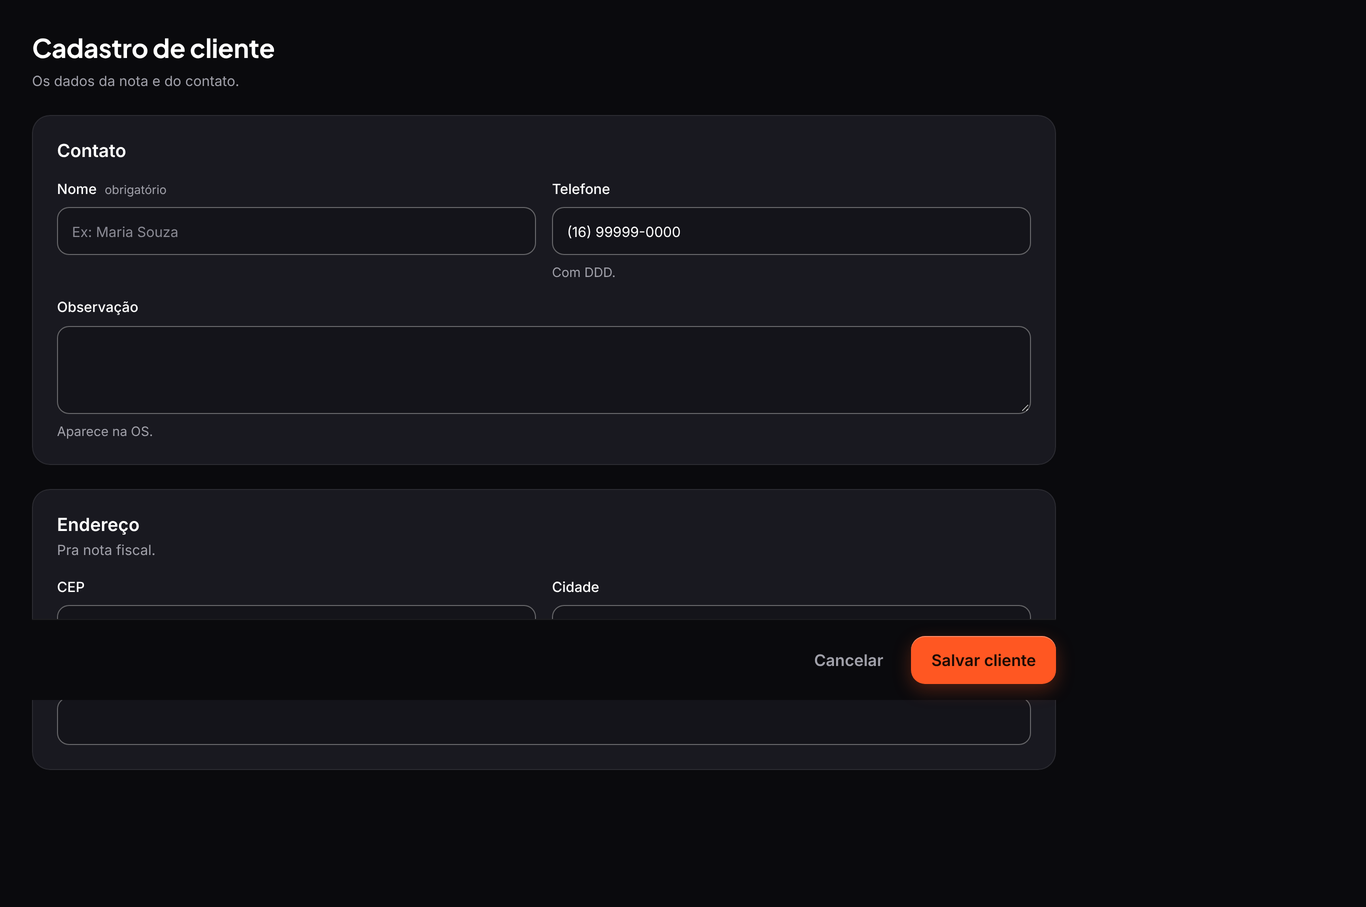 Cadastro de cliente
Os dados da nota e do contato.
Contato
Nome obrigatório
Telefone
Ex: Maria Souza
(16) 99999-0000
Com DDD.
Observação
Aparece na OS.
Endereço
Pra nota fiscal.
CEP
Cidade
Cancelar
Salvar cliente